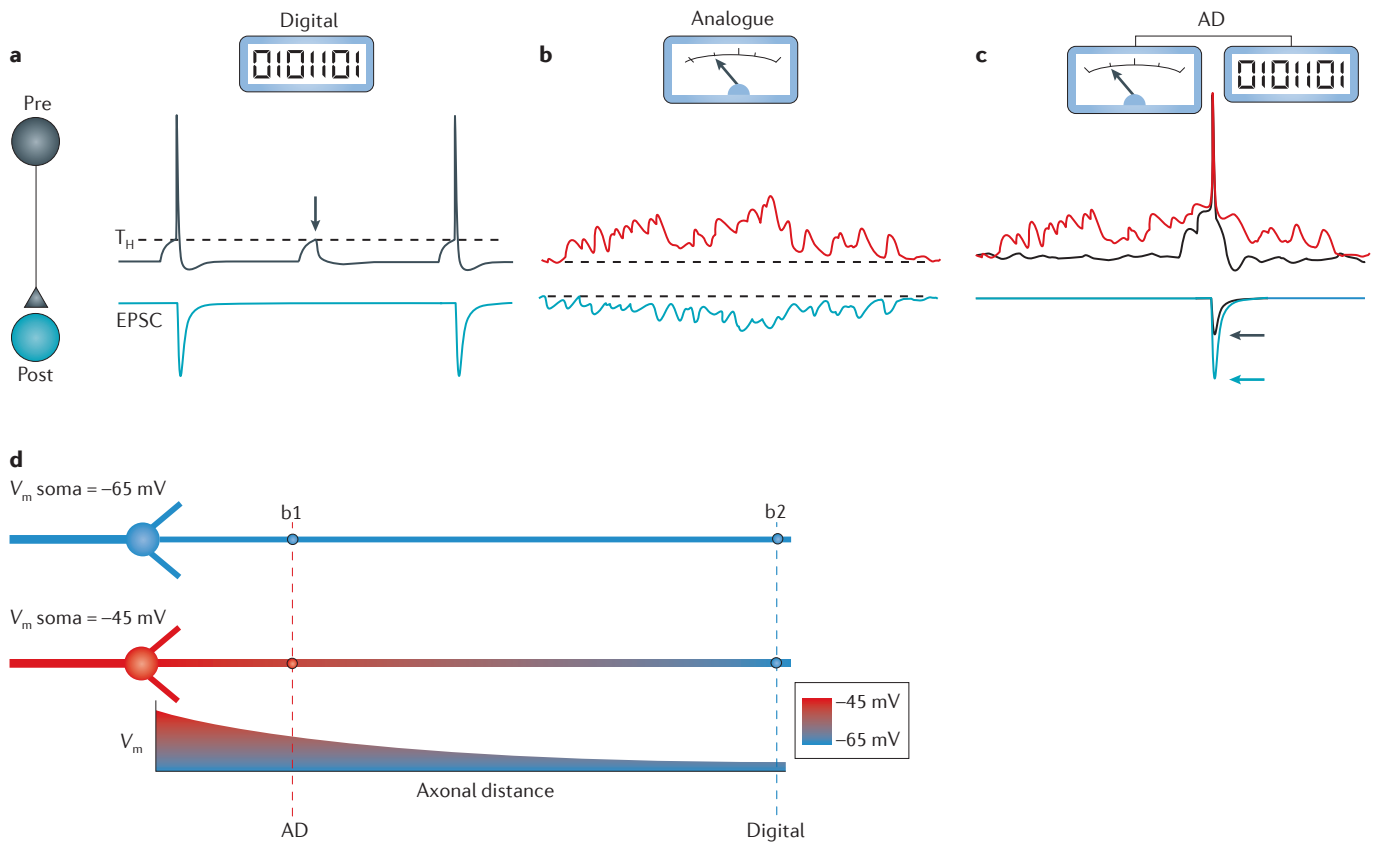 Digital
Analogue
AD
a
0101101
b
c
0101101
Pre
T_H
EPSC
Post
d
V_m soma = –65 mV
b1
b2
V_m soma = –45 mV
–45 mV
–65 mV
V_m
Axonal distance
AD
Digital